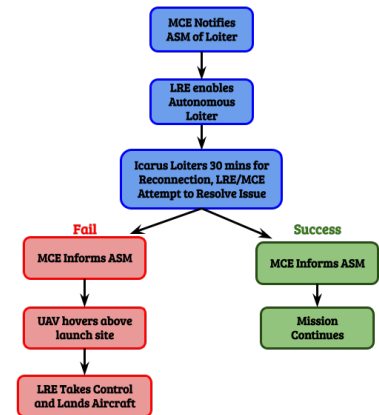 MCE Notifies
ASM of Loiter
LRE enables
Autonomous
Loiter
Icarus Loiters 30 mins for
Reconnection, LRE/MCE
Attempt to Resolve Issue
Fail
Success
MCE Informs ASM
MCE Informs ASM
UAV hovers above
launch site
Mission
Continues
LRE Takes Control
and Lands Aircraft